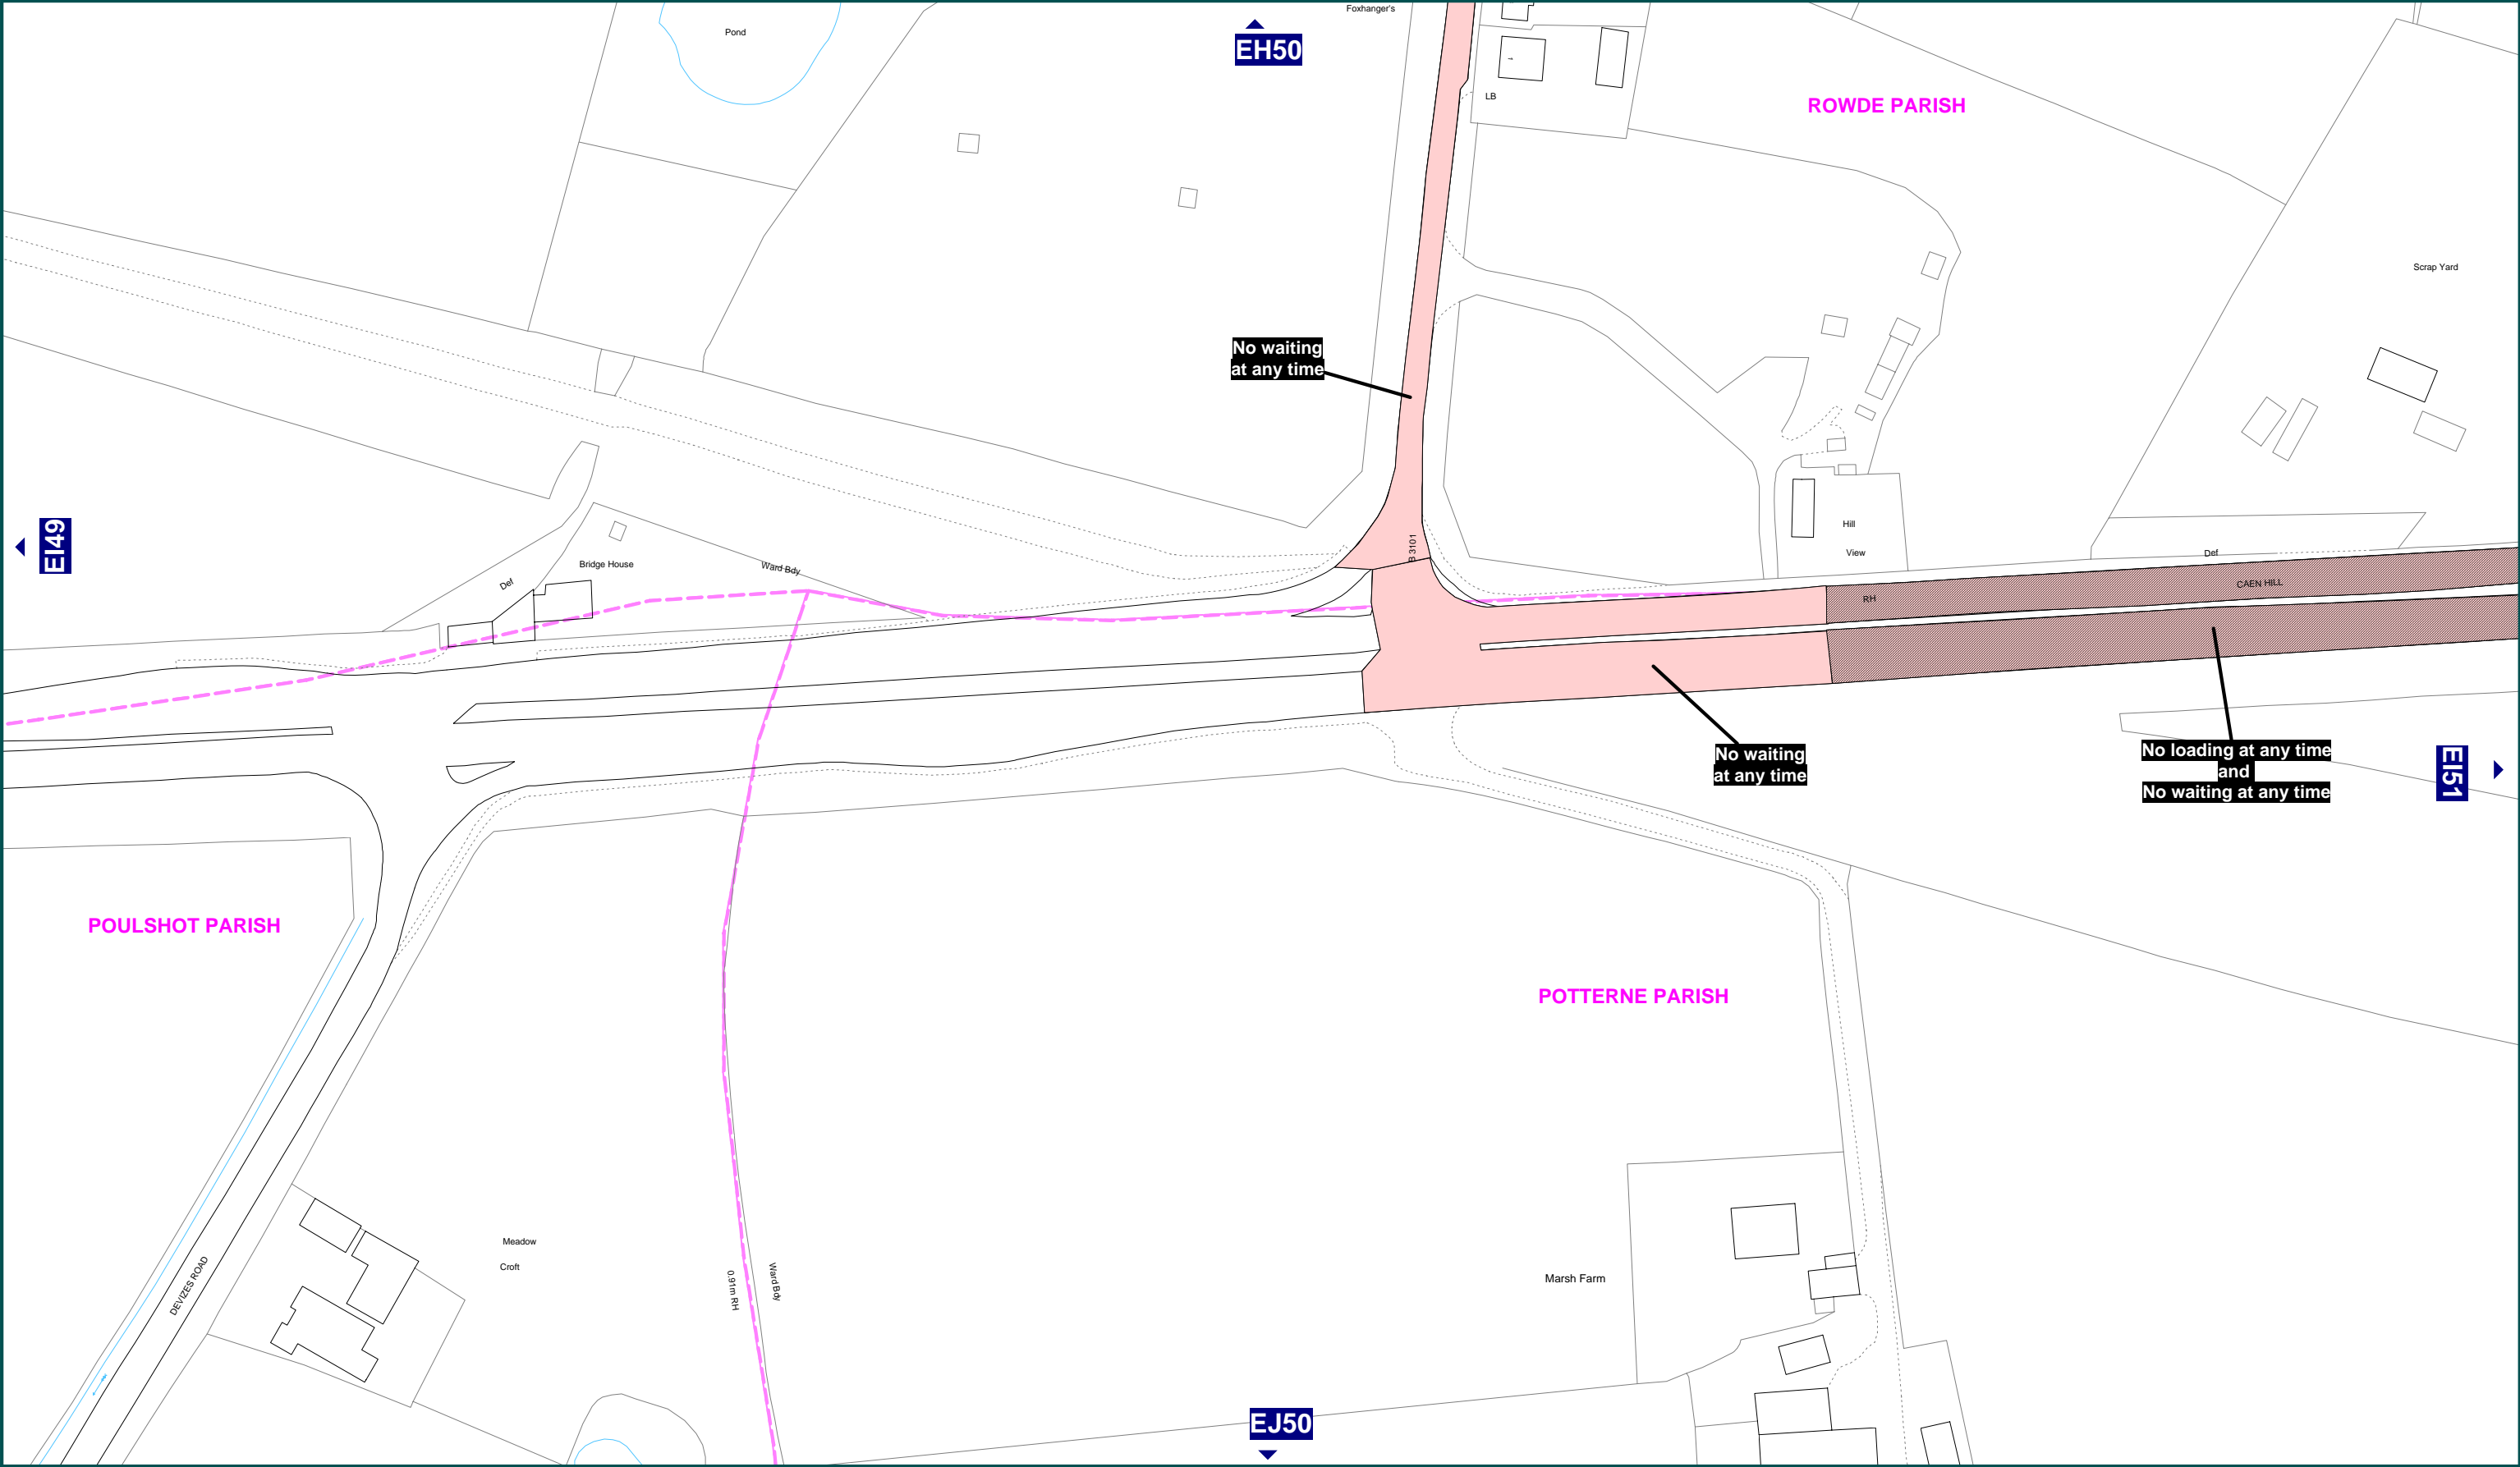 Foxhanger's
Pond
EH50
LB
ROWDE PARISH
Scrap Yard
No waiting
at any time
EI49
Hill
View
Def
B 3101
Bridge House
Ward Bdy
Def
CAEN HILL
RH
No waiting
at any time
No loading at any time
and
No waiting at any time
EI51
POULSHOT PARISH
POTTERNE PARISH
Meadow
Croft
DEVIZES ROAD
0.91m RH
Ward Bdy
Marsh Farm
EJ50